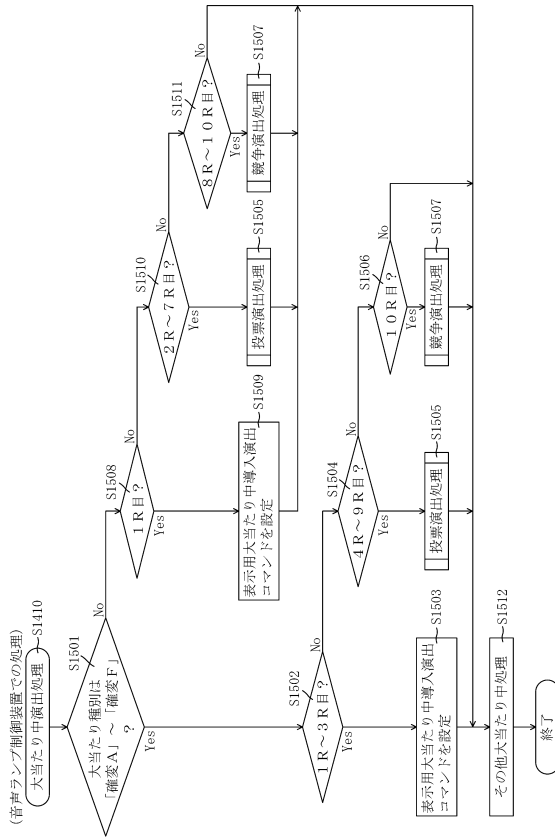 (音声ランプ制御装置での処理)
大当たり中演出処理
S1410
S1501
大当たり種別は
「確変A」～「確変F」
?
Yes
No
S1502
1R～3R目?
Yes
No
S1503
表示用大当たり中導入演出
コマンドを設定
S1504
4R～9R目?
Yes
No
S1505
投票演出処理
S1506
10R目?
Yes
No
S1507
競争演出処理
S1508
1R目?
Yes
No
S1509
表示用大当たり中導入演出
コマンドを設定
S1510
2R～7R目?
Yes
No
S1505
投票演出処理
S1511
8R～10R目?
Yes
No
S1507
競争演出処理
S1512
その他大当たり中処理
終了